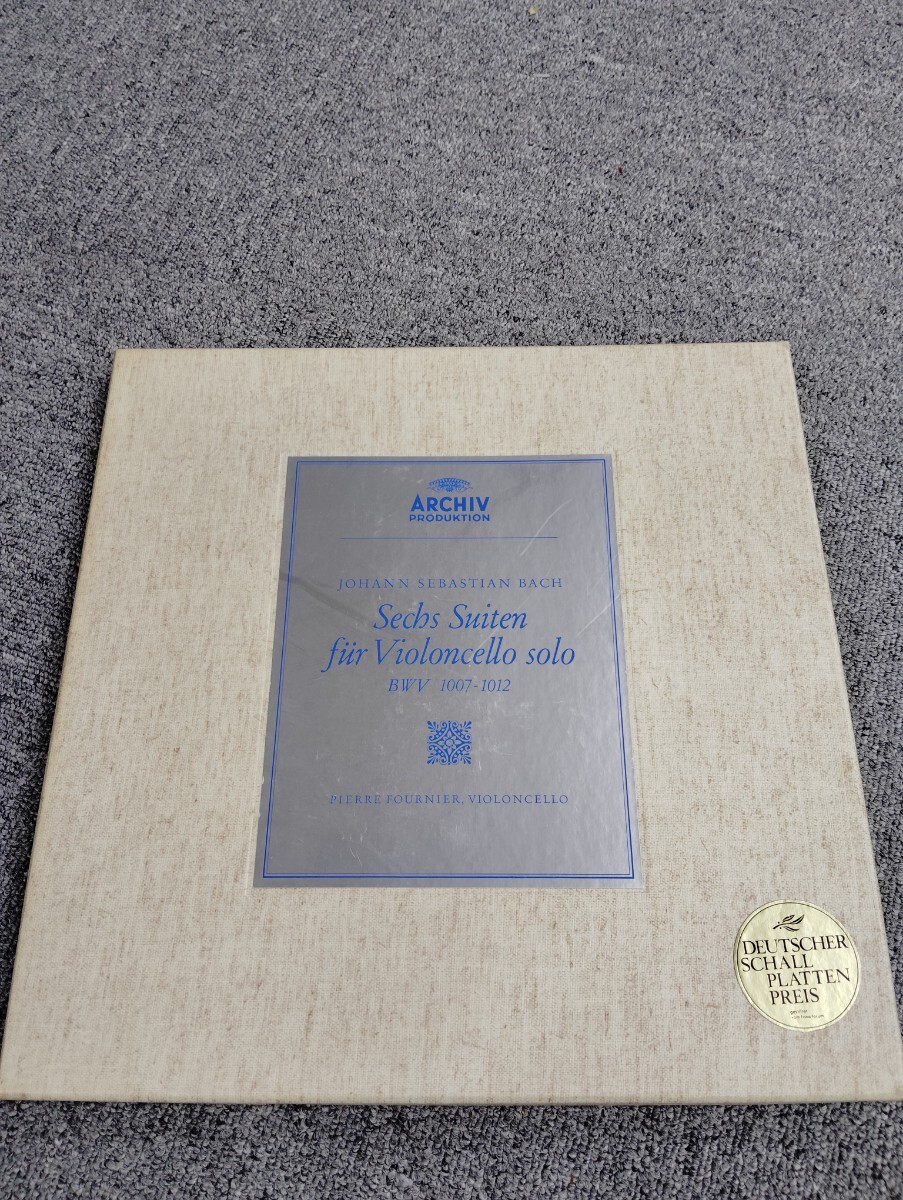 ARCHIV
PRODUKTION
JOHANN SEBASTIAN BACH
Sechs Suiten
für Violoncello solo
BWV 1007-1012
PIERRE FOURNIER, VIOLONCELLO
DEUTSCHER
SCHALL
PLATTEN
PREIS